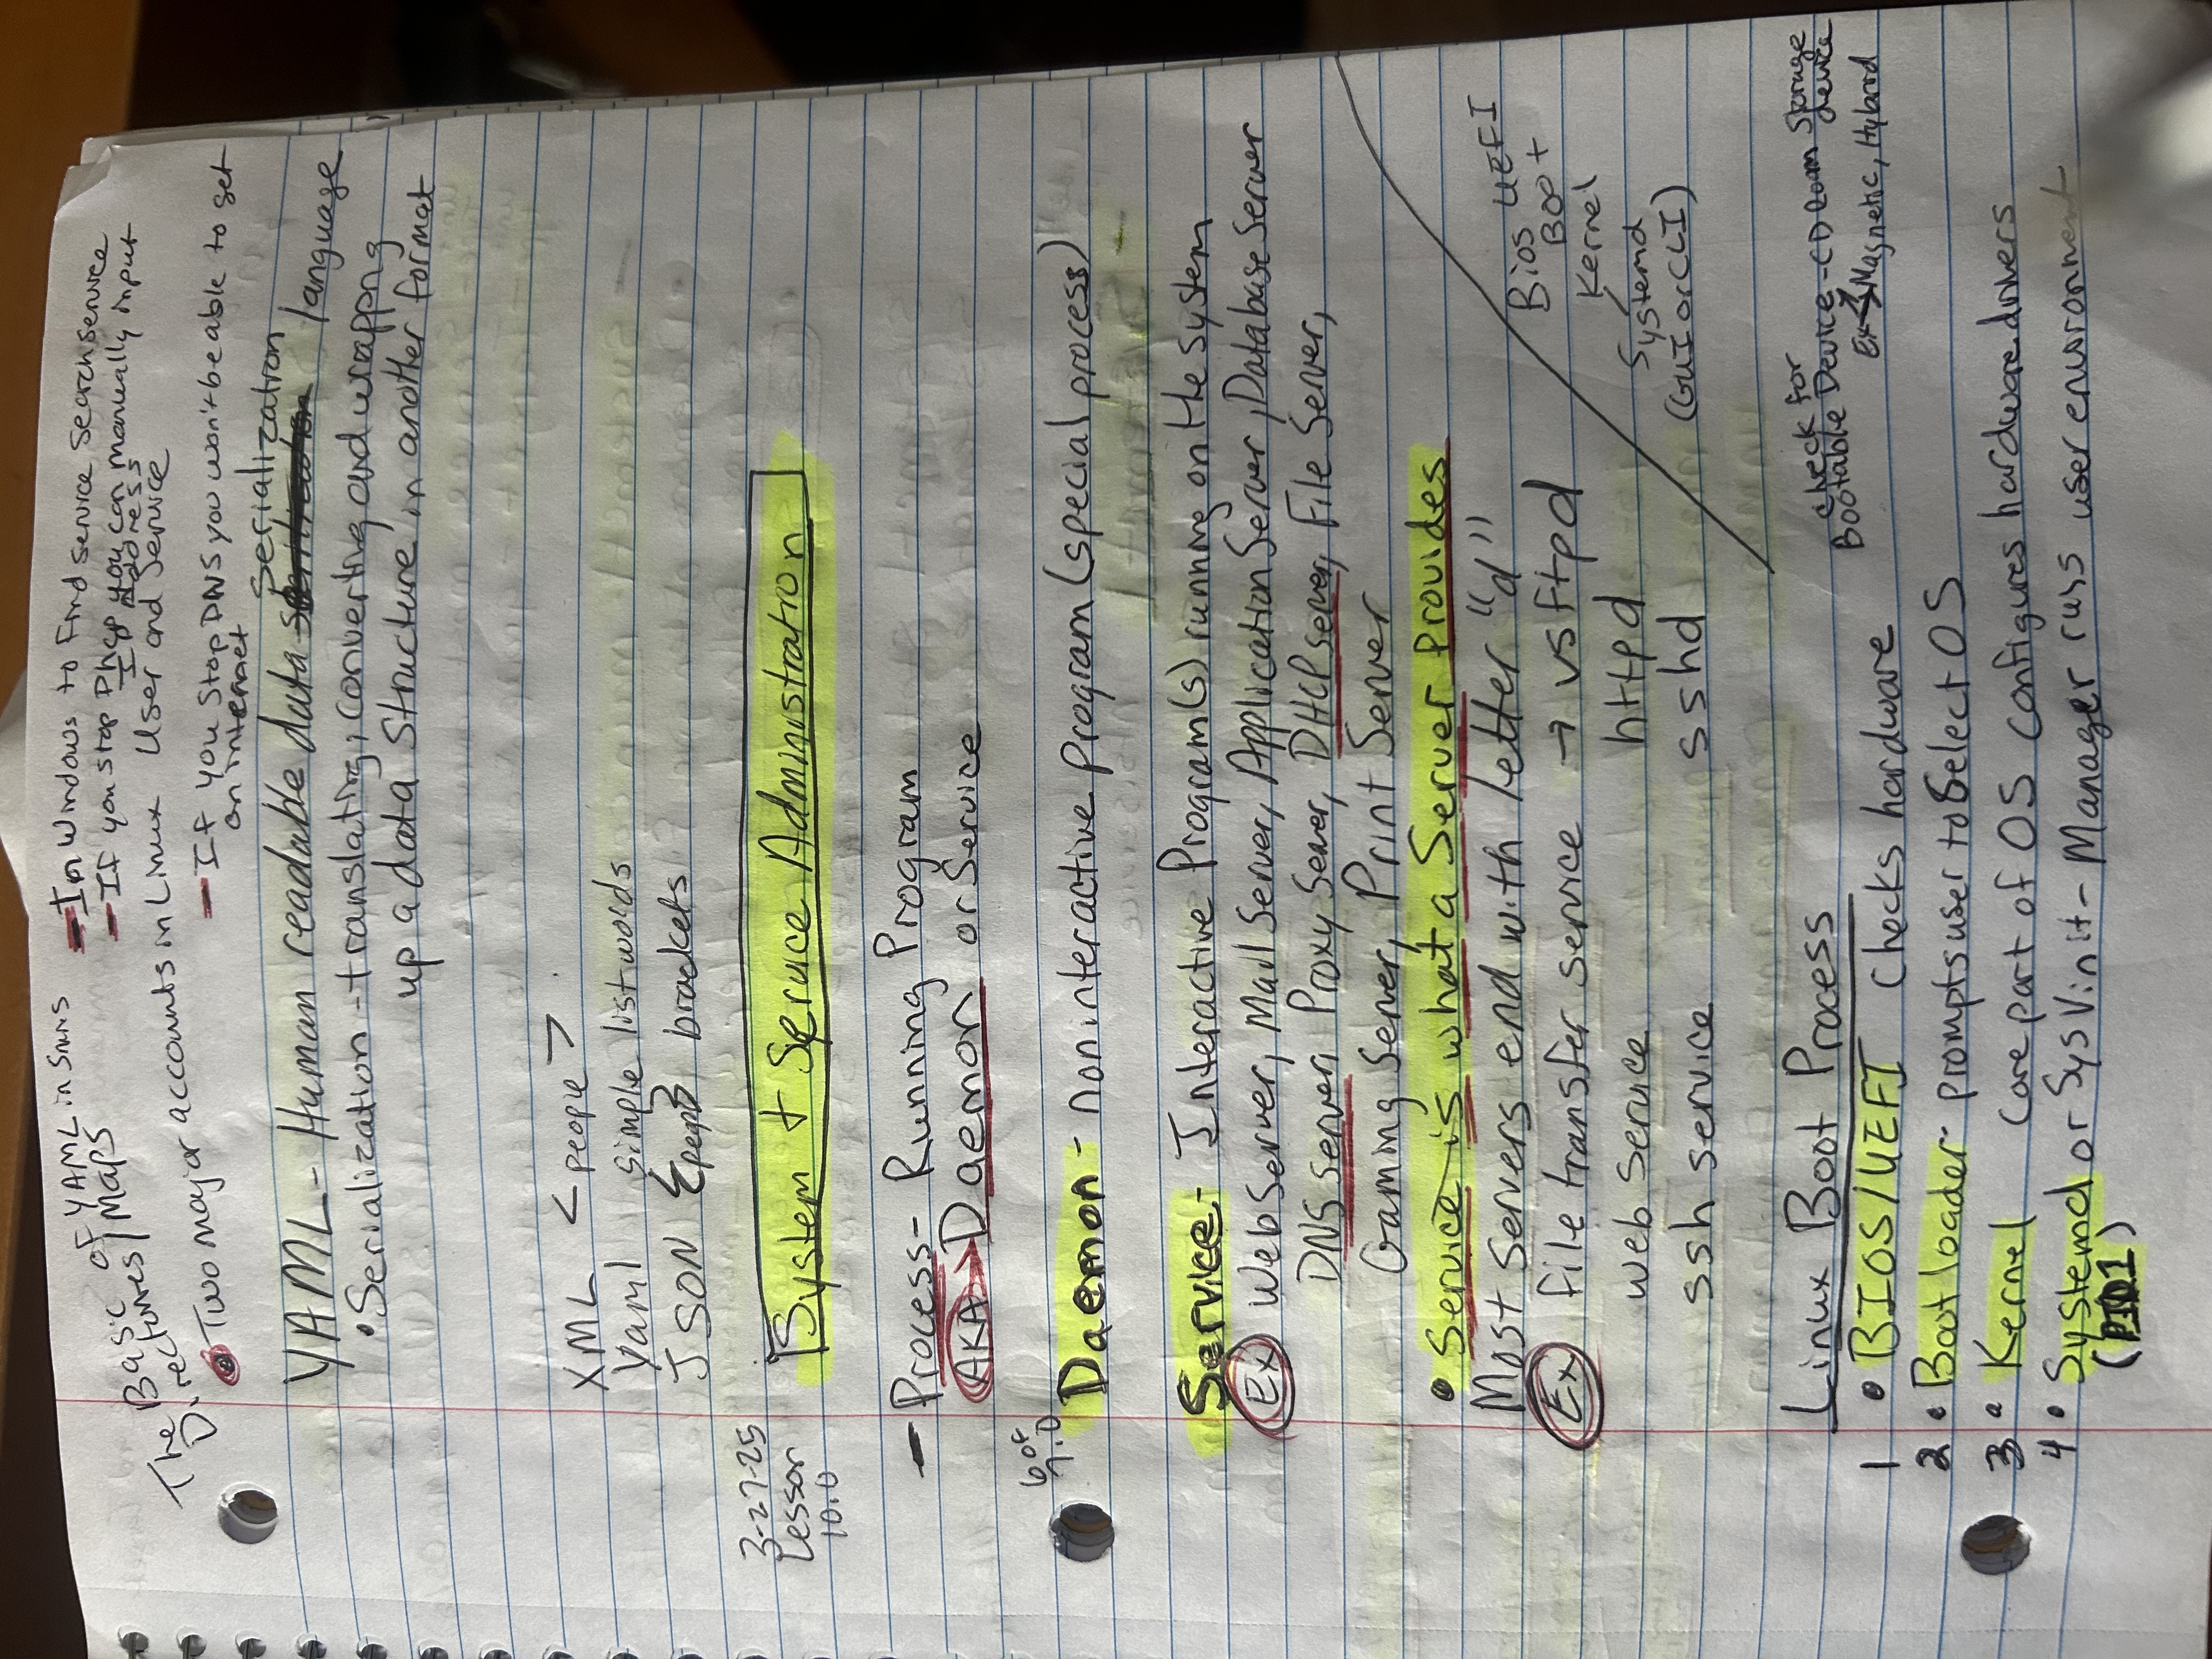 The Basic of YAML in 5mns
Directories/Maps
- In Windows to Find service Search service
- If you stop Dhcp you can manually input
IP Address
• Two major accounts in Linux User and Service
- If you stop DNS you won't be able to get
on internet
serialization
YAML - Human readable data language
• Serialization - translating, converting and wrapping
up a data structure in another format
XML < people >
Yaml simple list words
JSON {peop} brackets
3-27-25
Lesson
10.0
System + Service Administration
- Process - Running Program
AKA → Daemon or Service
6 of
7.0
Daemon - noninteractive program (special process)
Service - Interactive Program(s) running on the system
Ex Web Server, Mail Server, Application Server, Database Server
DNS server, Proxy Server, DHCP server, File Server,
Gaming Server, Print Server
• Service is what a Server provides
Most Servers end with letter "d"
Ex file transfer service → vsftpd
web service httpd
ssh service sshd
Bios UEFI
Boot
Kernel
Systemd
(GUI or CLI)
Linux Boot Process
check for
Bootable Device - CD Room Storage
device
Ex → Magnetic, Hybrid
1 • BIOS/UEFI checks hardware
2 • Boot loader - prompts user to Select OS
3 • Kernel core part of OS configures hardware drivers
4 • Systemd or SysVinit - Manager runs user environment
(PID1)